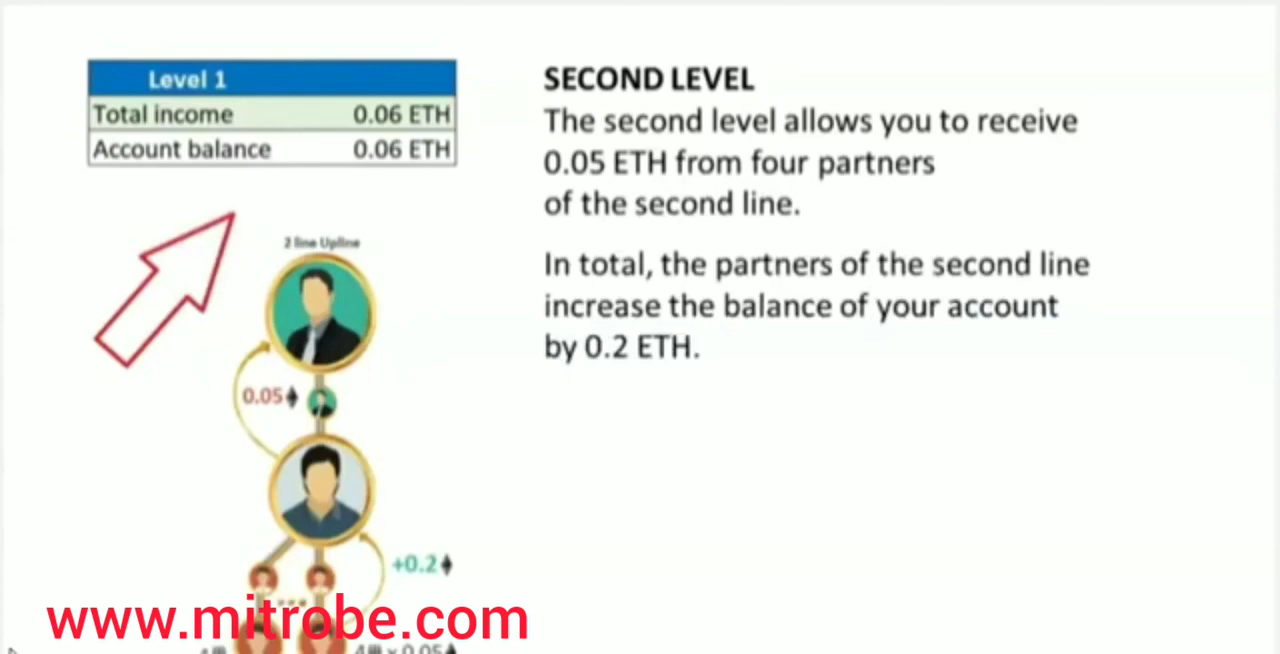 Level 1
Total income 0.06 ETH
Account balance 0.06 ETH
SECOND LEVEL
The second level allows you to receive
0.05 ETH from four partners
of the second line.
In total, the partners of the second line
increase the balance of your account
by 0.2 ETH.
2 line Upline
0.05
+0.2
www.mitrobe.com
x 0.05